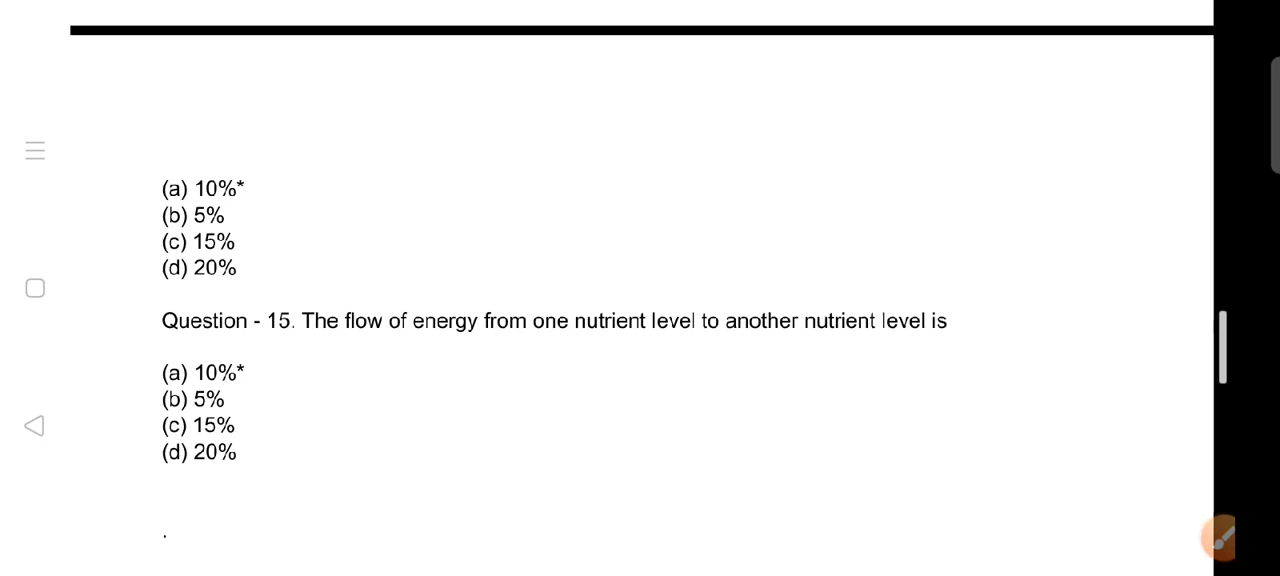 (a) 10%*
(b) 5%
(c) 15%
(d) 20%
Question - 15. The flow of energy from one nutrient level to another nutrient level is
(a) 10%*
(b) 5%
(c) 15%
(d) 20%
.